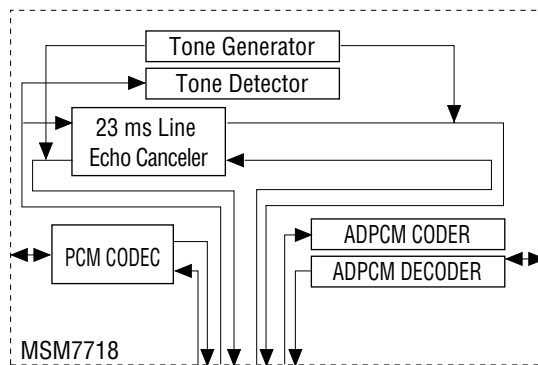 Tone Generator
Tone Detector
23 ms Line
Echo Canceler
PCM CODEC
ADPCM CODER
ADPCM DECODER
MSM7718